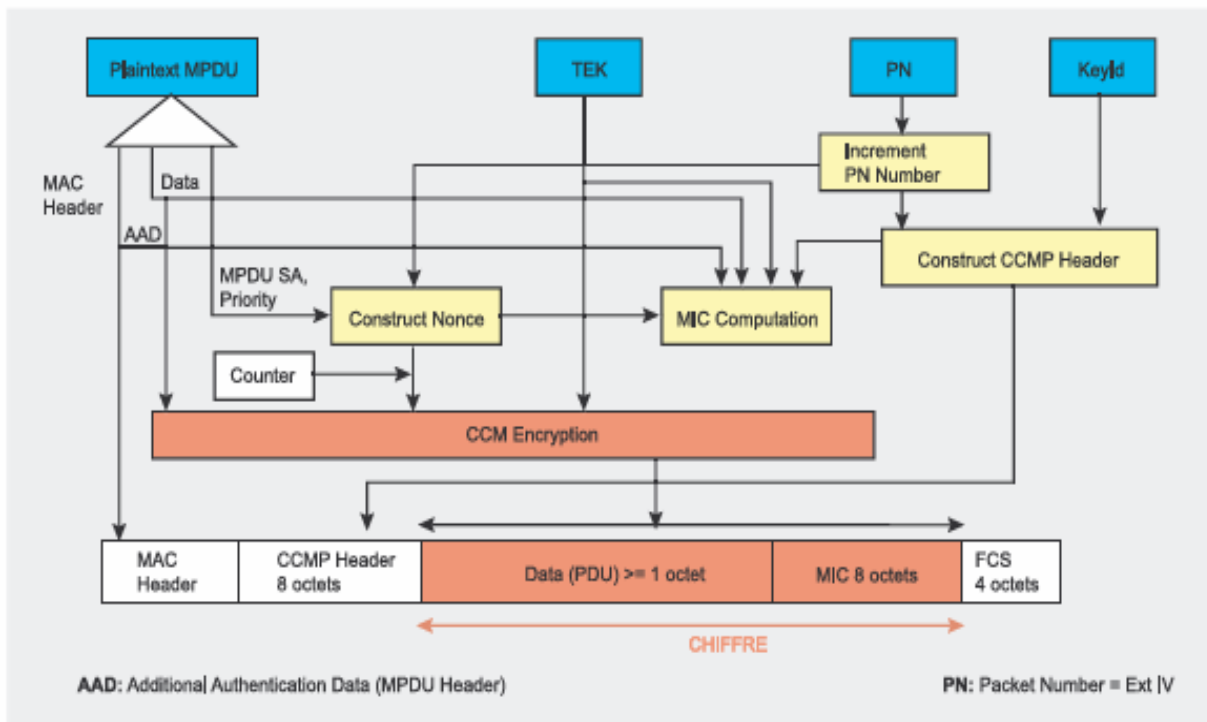 Plaintext MPDU
TEK
PN
KeyId
Increment
PN Number
MAC
Header
Data
AAD
Construct CCMP Header
MPDU SA,
Priority
Construct Nonce
MIC Computation
Counter
CCM Encryption
MAC
Header
CCMP Header
8 octets
Data (PDU) >= 1 octet
MIC 8 octets
FCS
4 octets
CHIFFRE
AAD: Additional Authentication Data (MPDU Header)
PN: Packet Number = Ext IV